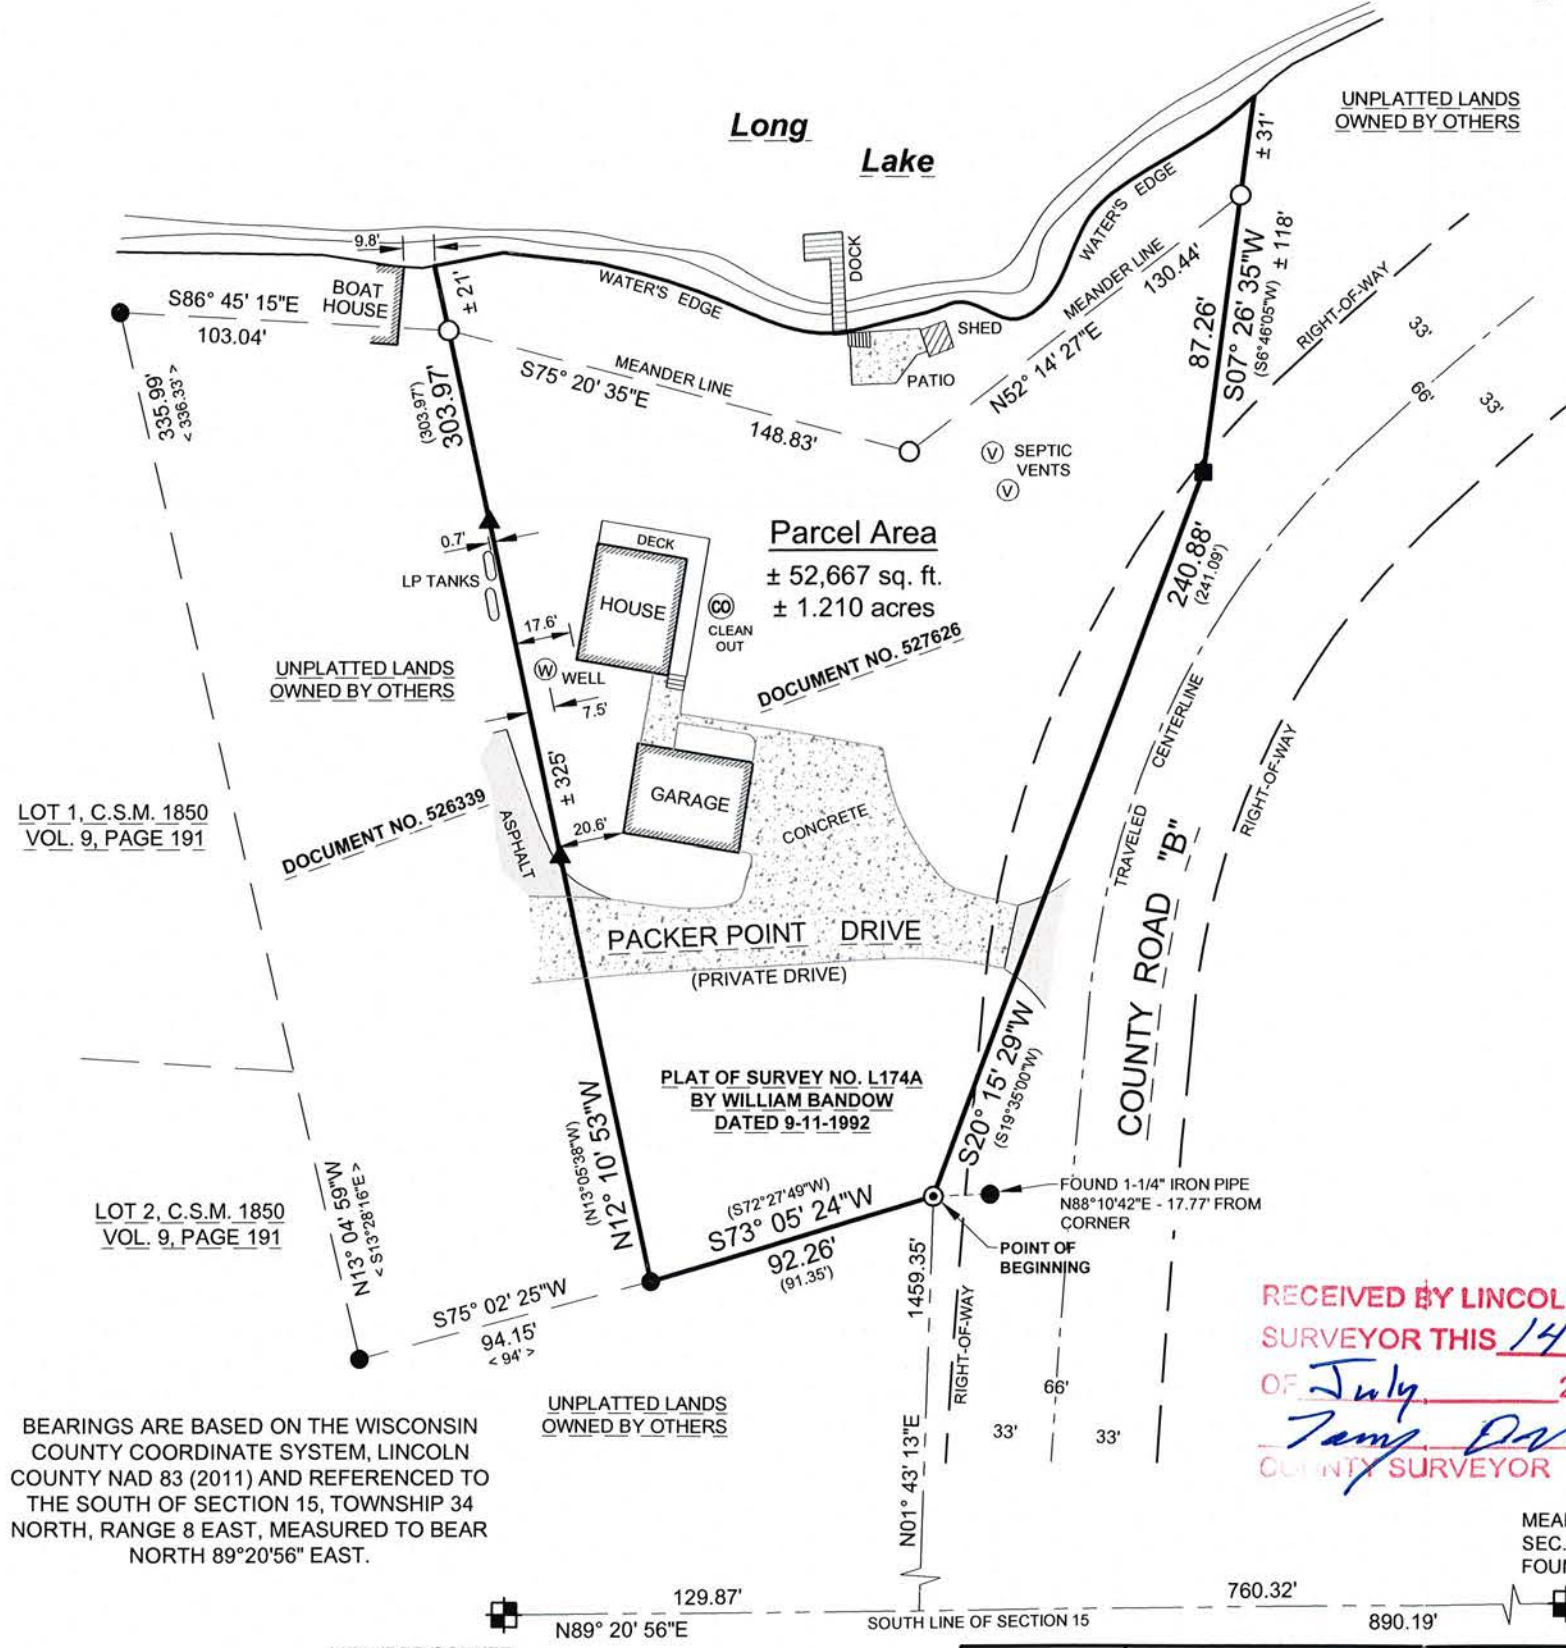 Long
Lake
UNPLATTED LANDS
OWNED BY OTHERS
± 31'
9.8'
± 21'
BOAT
HOUSE
S86° 45' 15"E
103.04'
WATER'S EDGE
DOCK
SHED
PATIO
WATER'S EDGE
MEANDER LINE
130.44'
N52° 14' 27"E
87.26'
S07° 26' 35"W
(S6°46'05"W)
± 118'
RIGHT-OF-WAY
33'
66'
33'
335.99'
< 336.33' >
303.97'
(303.97')
MEANDER LINE
S75° 20' 35"E
148.83'
SEPTIC
VENTS
V
V
Parcel Area
± 52,667 sq. ft.
± 1.210 acres
240.88'
(241.09')
0.7'
LP TANKS
DECK
HOUSE
CO
CLEAN
OUT
17.6'
W WELL
7.5'
DOCUMENT NO. 527626
UNPLATTED LANDS
OWNED BY OTHERS
TRAVELED CENTERLINE
RIGHT-OF-WAY
± 325'
GARAGE
20.6'
CONCRETE
ASPHALT
LOT 1, C.S.M. 1850
VOL. 9, PAGE 191
DOCUMENT NO. 526339
COUNTY ROAD "B"
PACKER POINT DRIVE
(PRIVATE DRIVE)
PLAT OF SURVEY NO. L174A
BY WILLIAM BANDOW
DATED 9-11-1992
S20° 15' 29"W
(S19°35'00"W)
N12° 10' 53"W
(N13°05'38"W)
N13° 04' 59"W
< S13°28'16"E >
LOT 2, C.S.M. 1850
VOL. 9, PAGE 191
(S72°27'49"W)
S73° 05' 24"W
92.26'
(91.35')
FOUND 1-1/4" IRON PIPE
N88°10'42"E - 17.77' FROM
CORNER
POINT OF
BEGINNING
S75° 02' 25"W
94.15'
< 94' >
1459.35'
N01° 43' 13"E
RIGHT-OF-WAY
66'
33'
33'
UNPLATTED LANDS
OWNED BY OTHERS
RECEIVED BY LINCOL
SURVEYOR THIS 14
OF July 2
COUNTY SURVEYOR
BEARINGS ARE BASED ON THE WISCONSIN
COUNTY COORDINATE SYSTEM, LINCOLN
COUNTY NAD 83 (2011) AND REFERENCED TO
THE SOUTH OF SECTION 15, TOWNSHIP 34
NORTH, RANGE 8 EAST, MEASURED TO BEAR
NORTH 89°20'56" EAST.
MEA
SEC.
FOU
129.87'
760.32'
N89° 20' 56"E
SOUTH LINE OF SECTION 15
890.19'